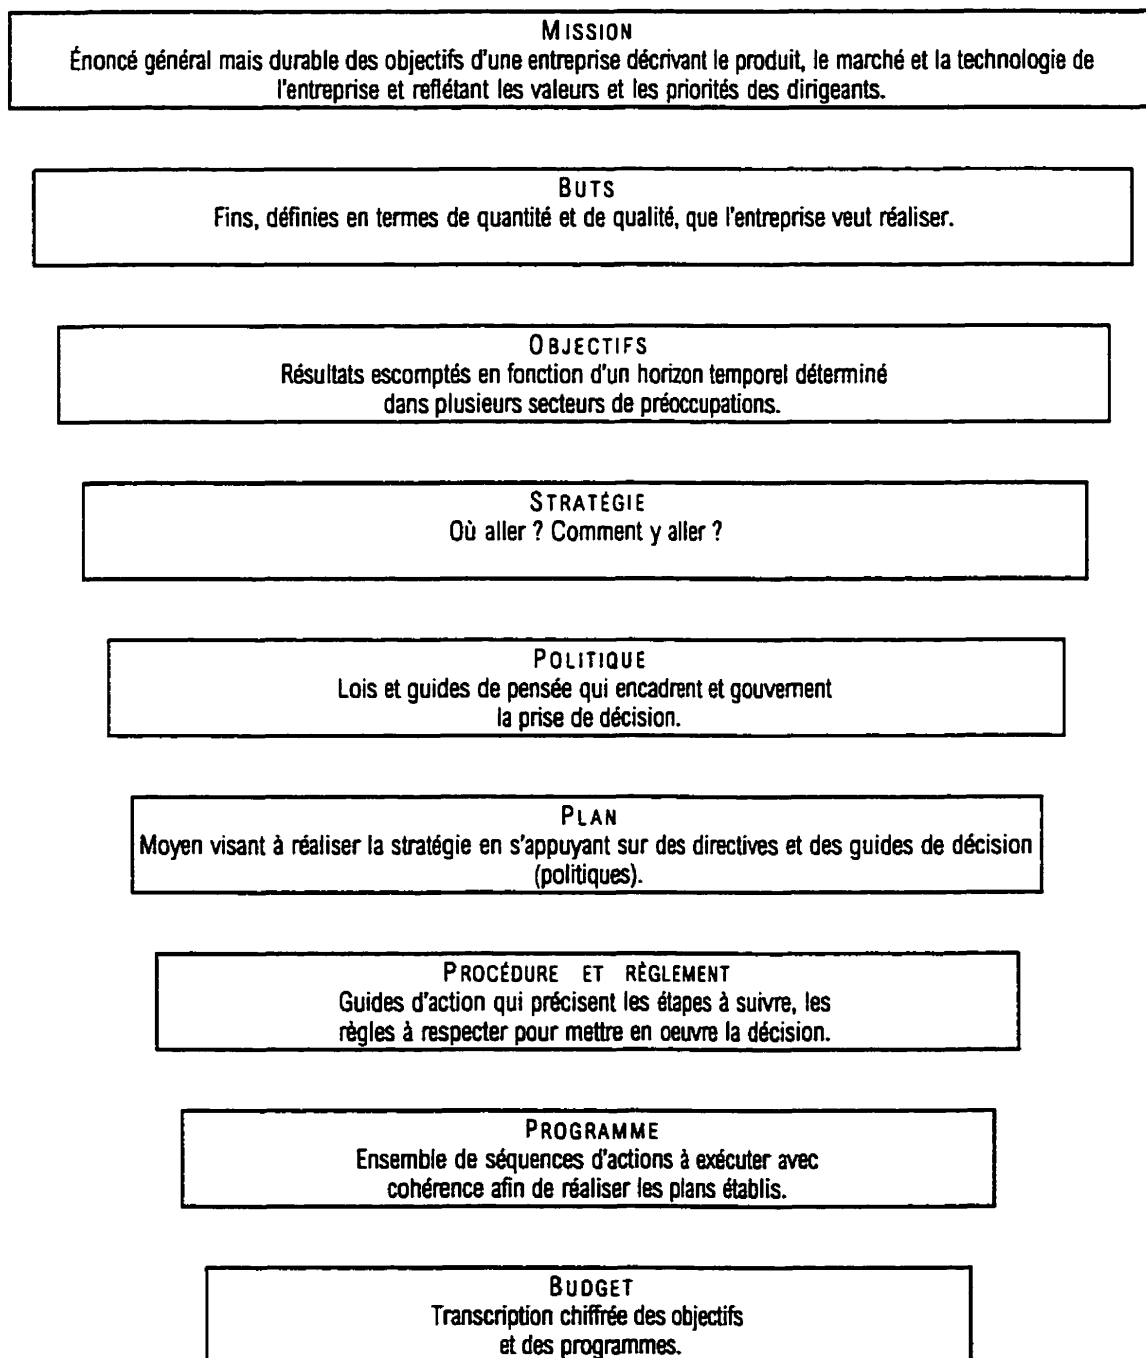 MISSION
Énoncé général mais durable des objectifs d'une entreprise décrivant le produit, le marché et la technologie de
l'entreprise et reflétant les valeurs et les priorités des dirigeants.
BUTS
Fins, définies en termes de quantité et de qualité, que l'entreprise veut réaliser.
OBJECTIFS
Résultats escomptés en fonction d'un horizon temporel déterminé
dans plusieurs secteurs de préoccupations.
STRATÉGIE
Où aller ? Comment y aller ?
POLITIQUE
Lois et guides de pensée qui encadrent et gouvernent
la prise de décision.
PLAN
Moyen visant à réaliser la stratégie en s'appuyant sur des directives et des guides de décision
(politiques).
PROCÉDURE ET RÈGLEMENT
Guides d'action qui précisent les étapes à suivre, les
règles à respecter pour mettre en oeuvre la décision.
PROGRAMME
Ensemble de séquences d'actions à exécuter avec
cohérence afin de réaliser les plans établis.
BUDGET
Transcription chiffrée des objectifs
et des programmes.